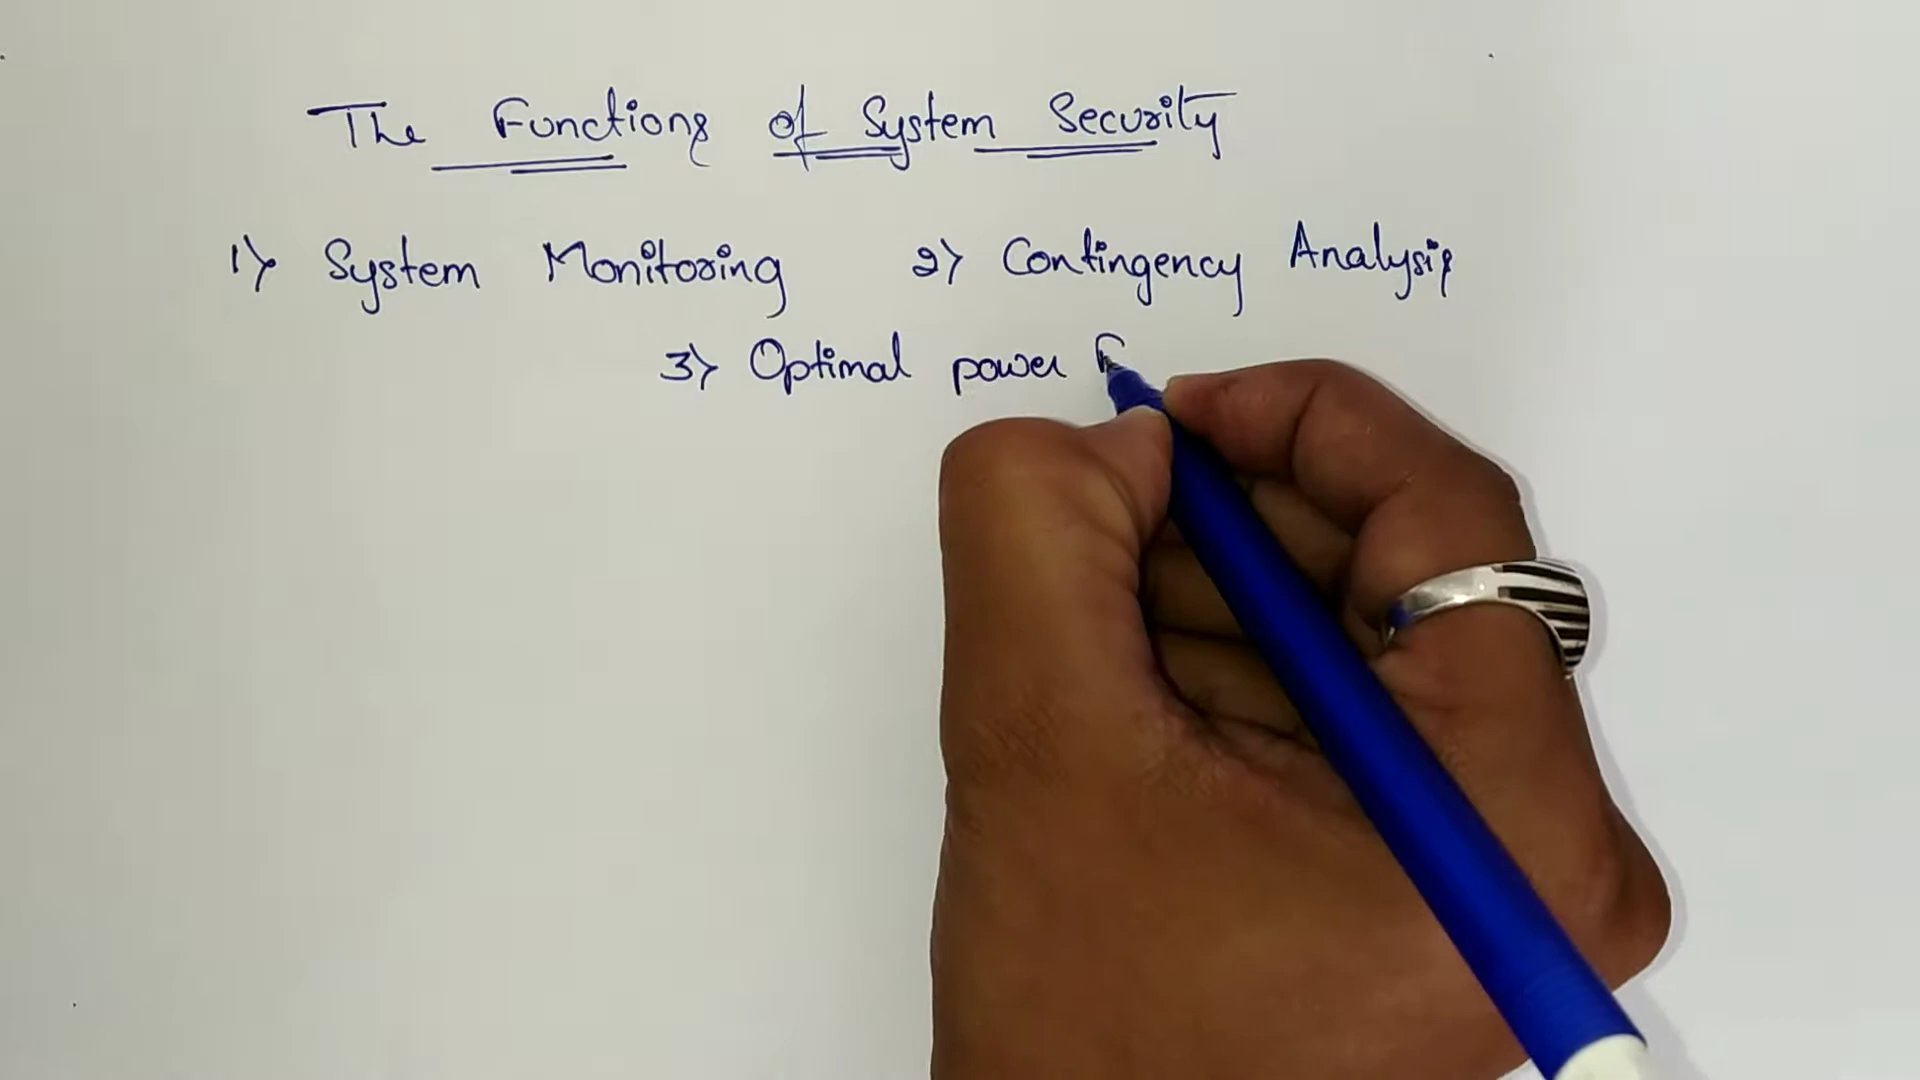 The Functions of System Security
1) System Monitoring 2) Contingency Analysis
3) Optimal power